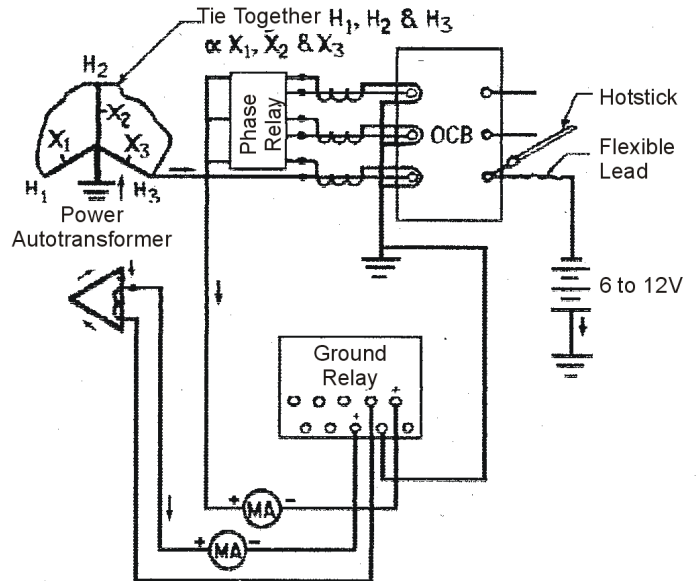 Tie Together H1, H2 & H3
∝ X1, X2 & X3
H2
X2
X1
X3
H1
H3
Power
Autotransformer
Phase
Relay
OCB
Hotstick
Flexible
Lead
6 to 12V
Ground
Relay
+
+
+ MA -
+ MA -